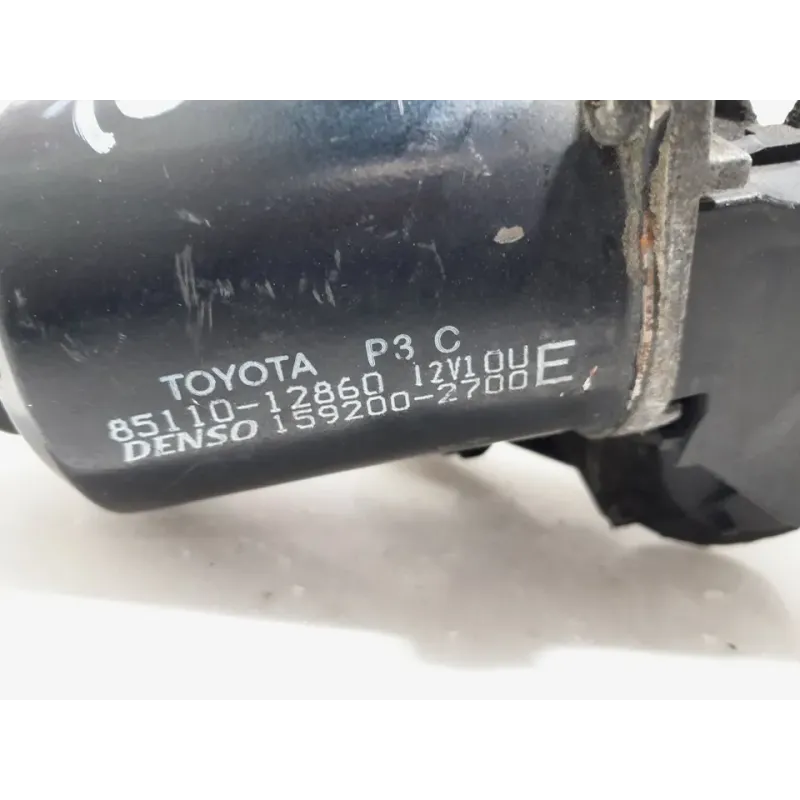 TOYOTA P3 C
85110-12860 12V10U E
DENSO 159200-2700